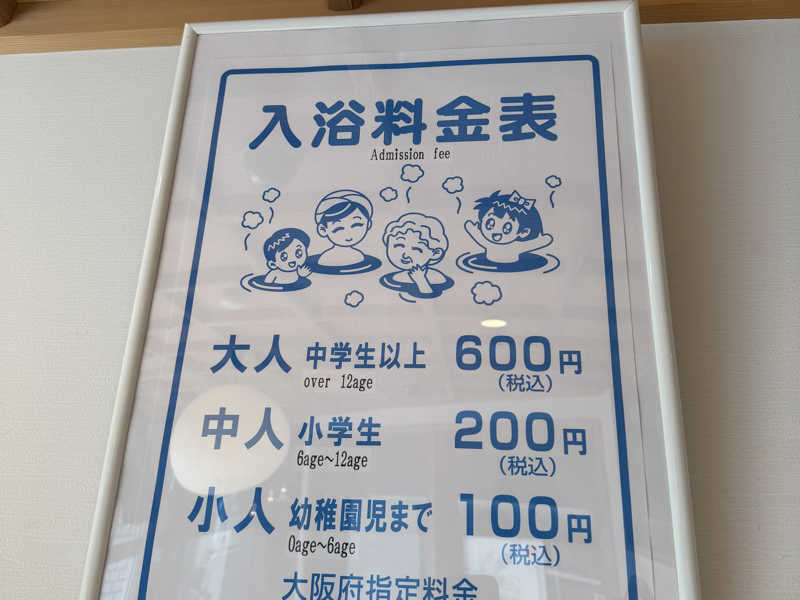 入浴料金表
Admission fee
大人 中学生以上 600円
over 12age (税込)
中人 小学生 200円
6age~12age (税込)
小人 幼稚園児まで 100円
0age~6age (税込)
大阪府指定料金